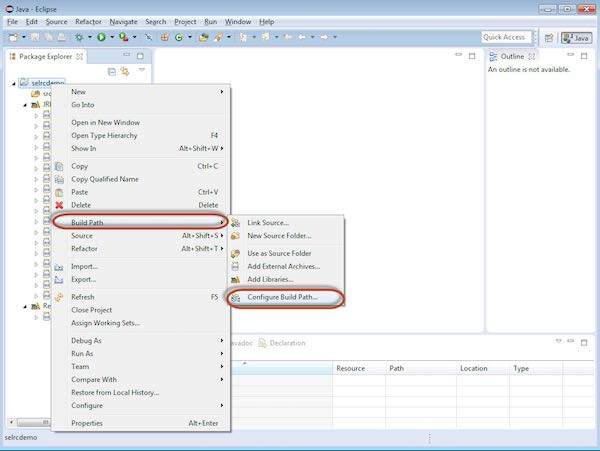 Java - Eclipse
File Edit Source Refactor Navigate Search Project Run Window Help
Quick Access
Java
Package Explorer
Outline
An outline is not available.
selrcdemo
New
Go Into
Open in New Window
Open Type Hierarchy F4
Show In Alt+Shift+W
Copy Ctrl+C
Copy Qualified Name
Paste Ctrl+V
Delete Delete
Build Path
Source Alt+Shift+S
Refactor Alt+Shift+T
Import...
Export...
Refresh F5
Close Project
Assign Working Sets...
Debug As
Run As
Team
Compare With
Restore from Local History...
Configure
Properties Alt+Enter
Link Source...
New Source Folder...
Use as Source Folder
Add External Archives...
Add Libraries...
Configure Build Path...
Declaration
Resource Path Location Type
selrcdemo